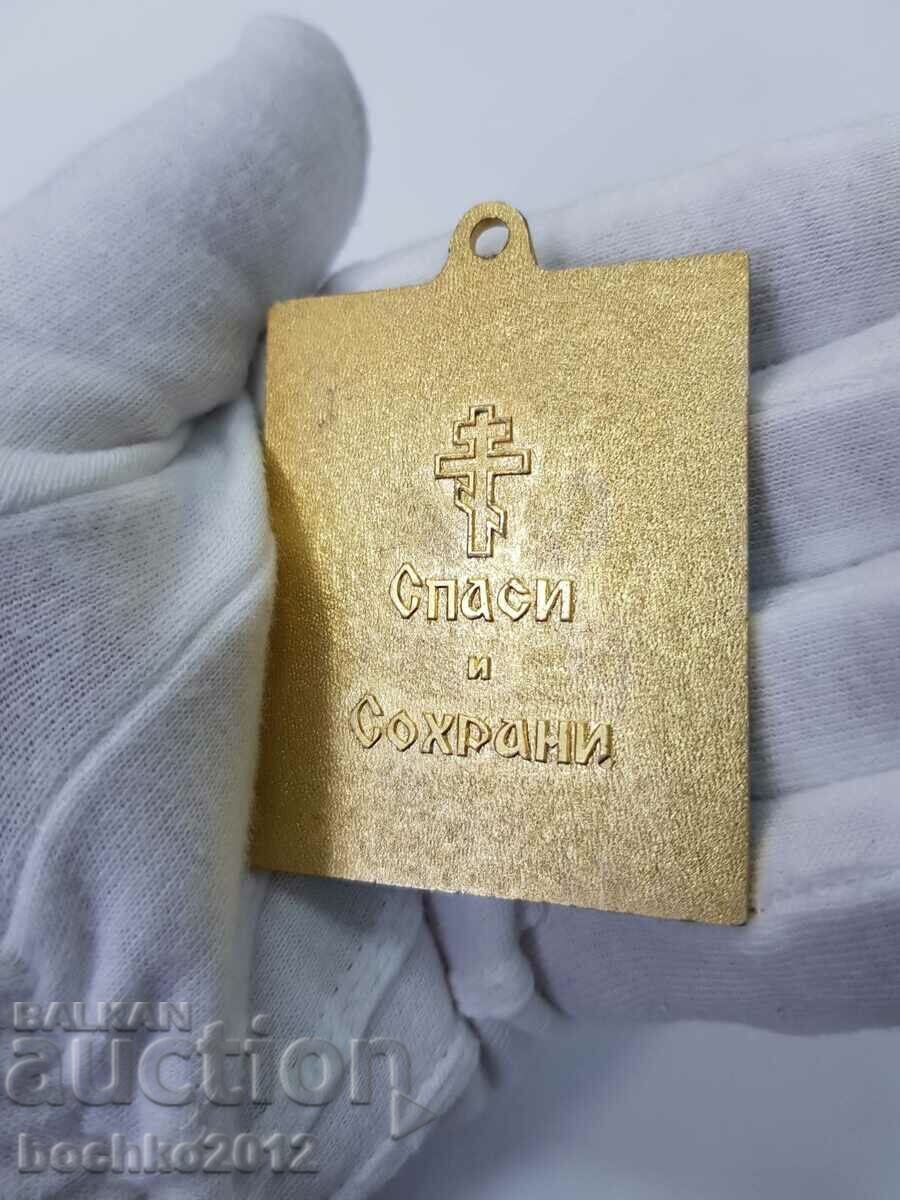 Спаси
и
Сохрани
BALKAN
auction
bochko2012